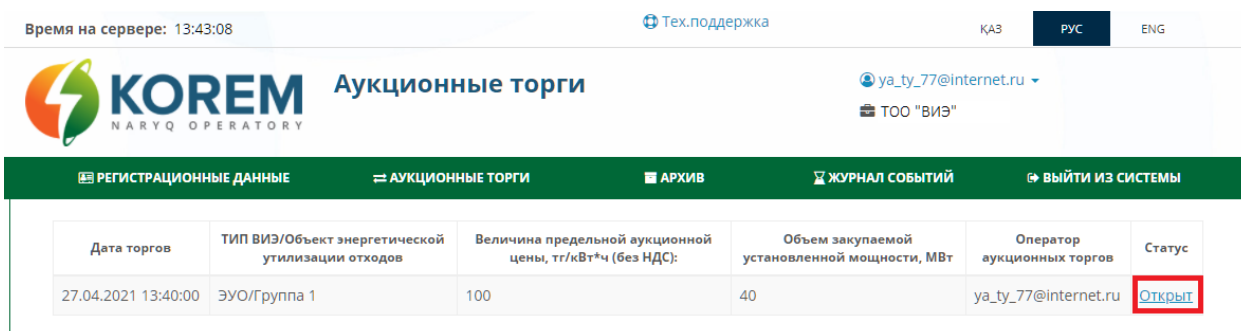 Время на сервере: 13:43:08
Тех.поддержка
ҚАЗ
РУС
ENG
KOREM
NARYQ OPERATORY
Аукционные торги
ya_ty_77@internet.ru
ТОО "ВИЭ"
РЕГИСТРАЦИОННЫЕ ДАННЫЕ
АУКЦИОННЫЕ ТОРГИ
АРХИВ
ЖУРНАЛ СОБЫТИЙ
ВЫЙТИ ИЗ СИСТЕМЫ
Дата торгов
ТИП ВИЭ/Объект энергетической
утилизации отходов
Величина предельной аукционной
цены, тг/кВт*ч (без НДС):
Объем закупаемой
установленной мощности, МВт
Оператор
аукционных торгов
Статус
27.04.2021 13:40:00
ЭУО/Группа 1
100
40
ya_ty_77@internet.ru
Открыт